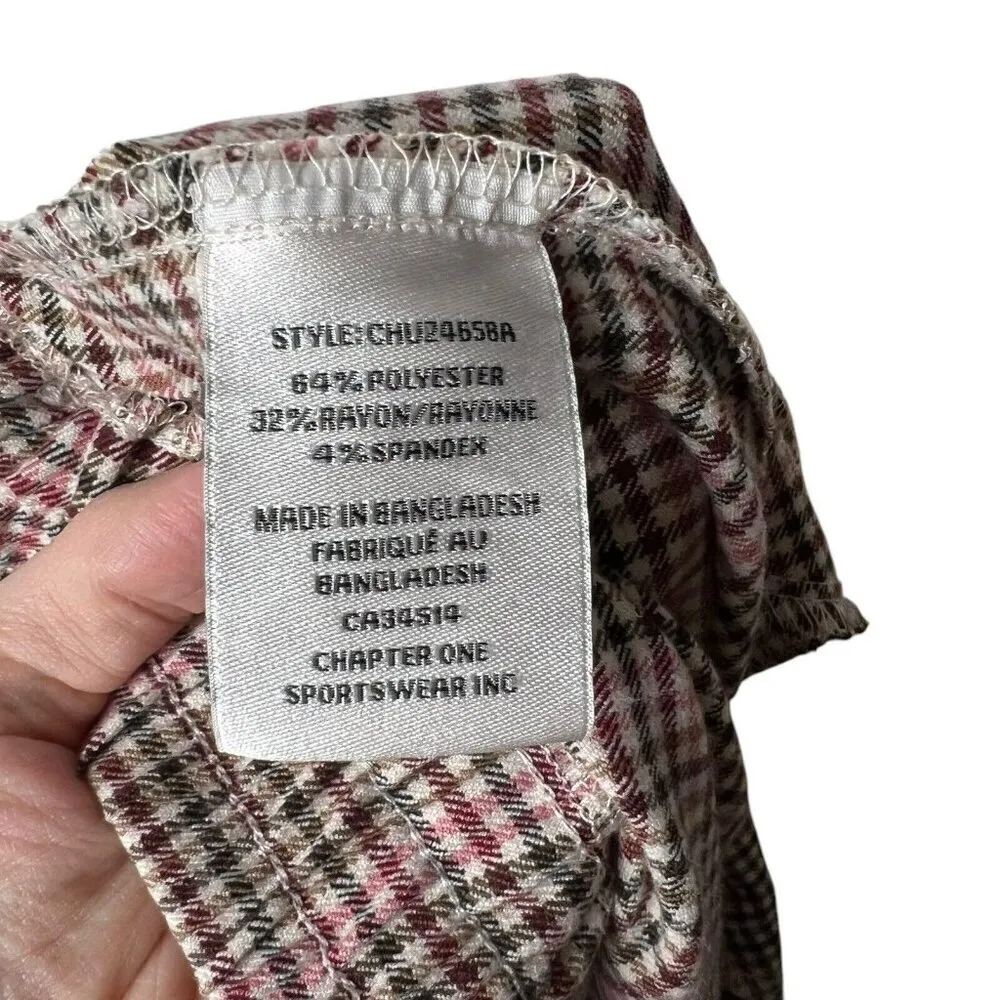 STYLE:CHU24658A
64%POLYESTER
32%RAYON/RAYONNE
4%SPANDEX
MADE IN BANGLADESH
FABRIQUÉ AU
BANGLADESH
CA34514
CHAPTER ONE
SPORTSWEAR INC